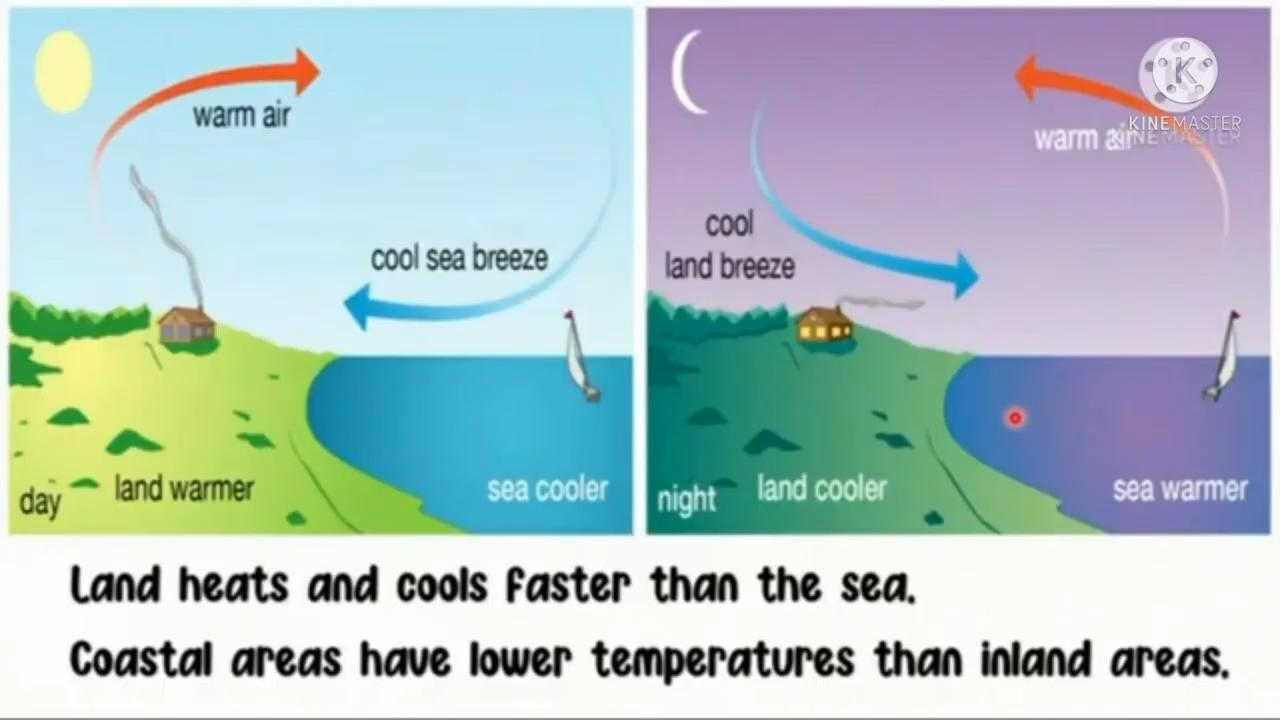 warm air
cool sea breeze
day
land warmer
sea cooler
KINEMASTER
KINEMASTER
warm air
cool
land breeze
night
land cooler
sea warmer
Land heats and cools faster than the sea.
Coastal areas have lower temperatures than inland areas.